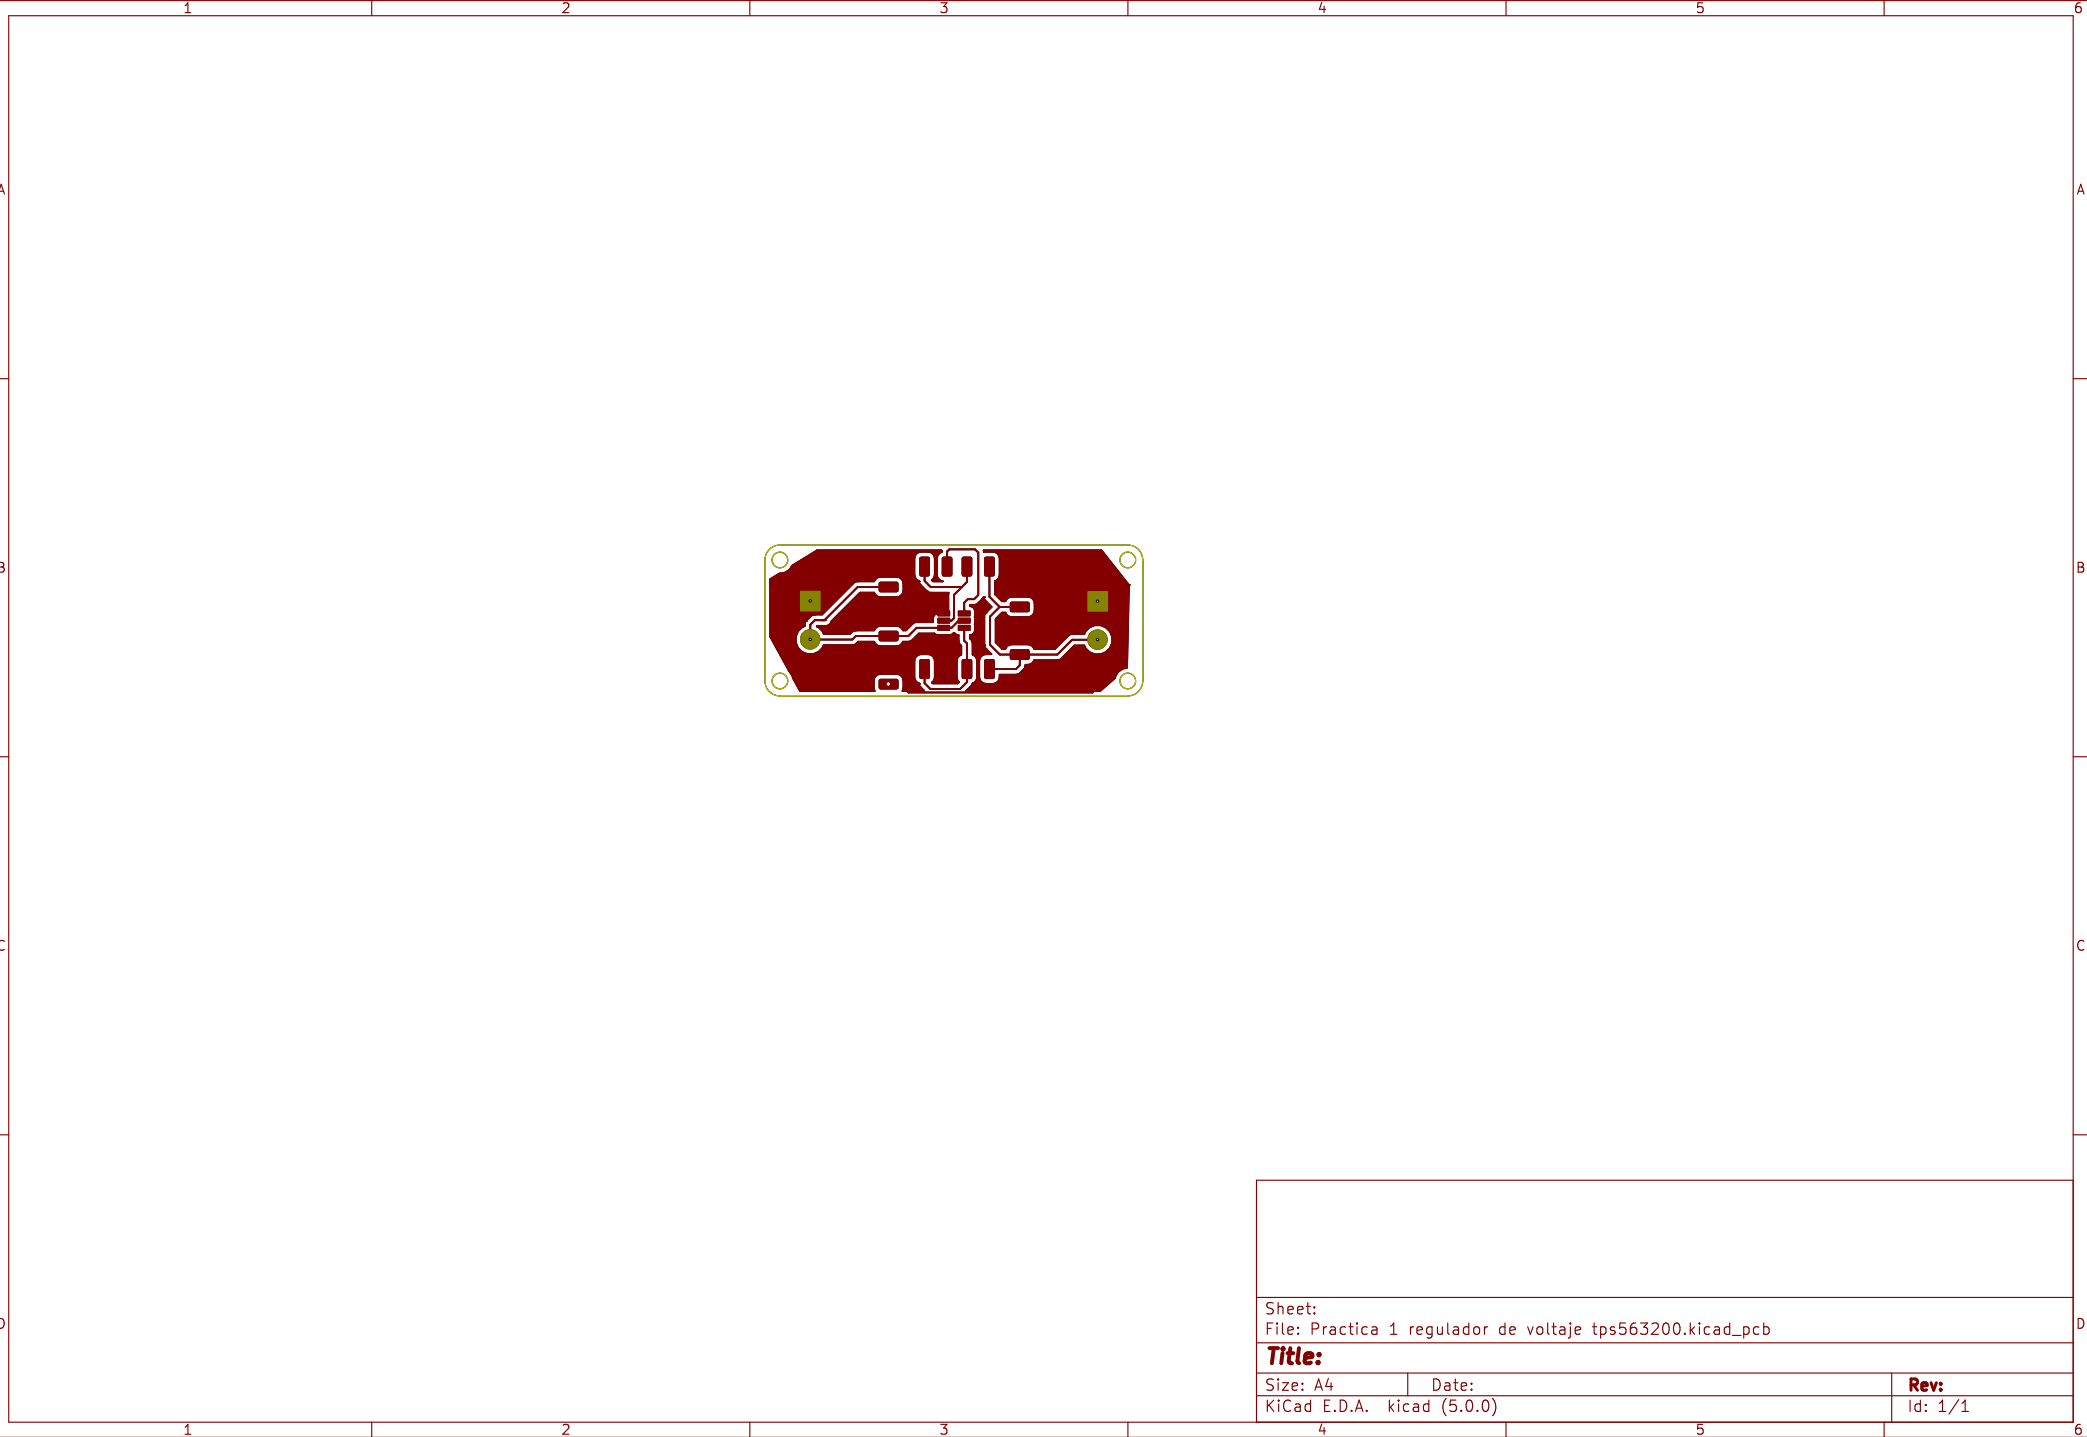 1 2 3 4 5 6
A A
B B
C C
D D
Sheet:
File: Practica 1 regulador de voltaje tps563200.kicad_pcb
Title:
Size: A4 Date: Rev:
KiCad E.D.A. kicad (5.0.0) Id: 1/1
1 2 3 4 5 6